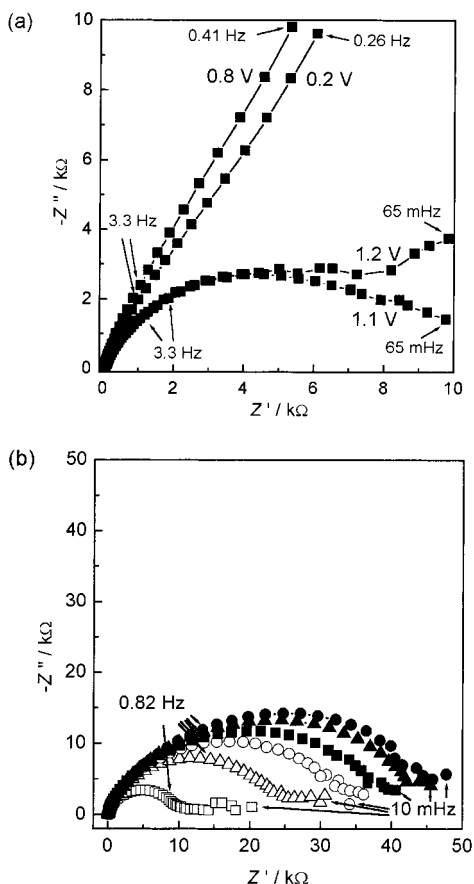 (a)
10
8
6
4
2
0
-Z'' / kΩ
0.41 Hz
0.26 Hz
0.8 V
0.2 V
3.3 Hz
65 mHz
1.2 V
1.1 V
3.3 Hz
65 mHz
0 2 4 6 8 10
Z' / kΩ
(b)
50
40
30
20
10
0
-Z'' / kΩ
0.82 Hz
10 mHz
0 10 20 30 40 50
Z' / kΩ